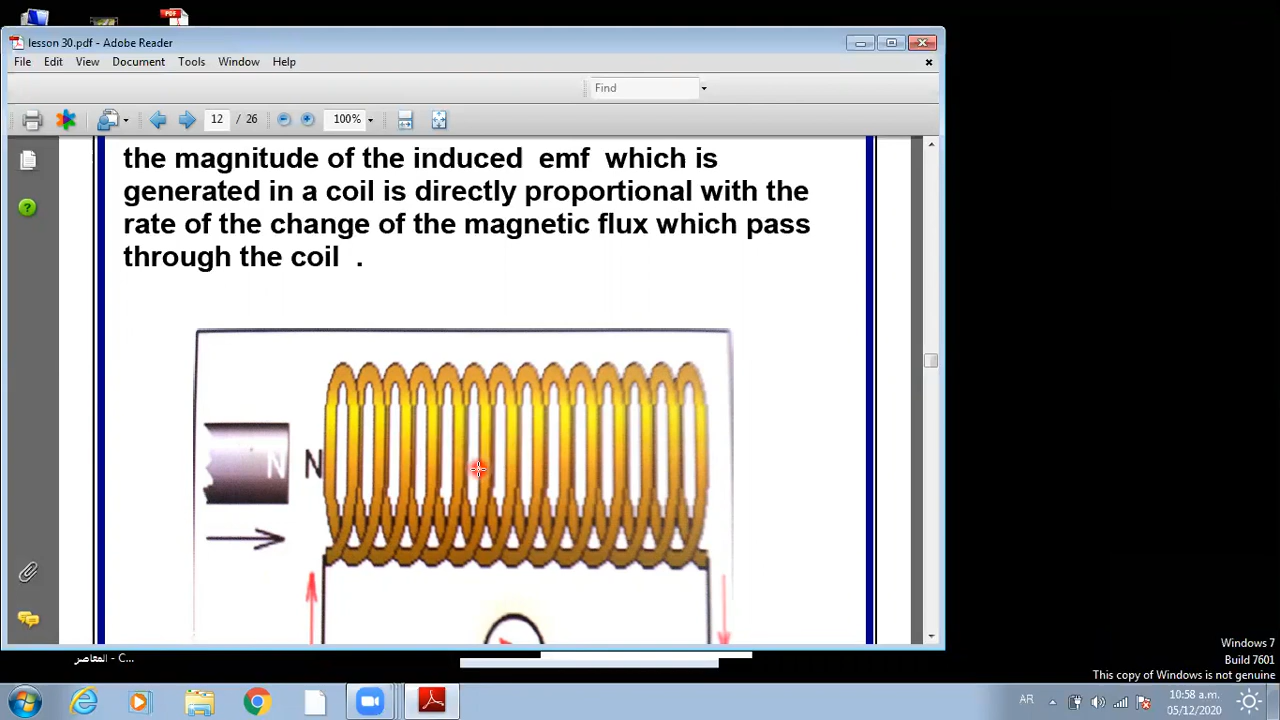 lesson 30.pdf - Adobe Reader
File Edit View Document Tools Window Help
Find
12 / 26 100%
the magnitude of the induced emf which is
generated in a coil is directly proportional with the
rate of the change of the magnetic flux which pass
through the coil .
N N
المعاصر - C...
Windows 7
Build 7601
This copy of Windows is not genuine
AR 10:58 a.m.
05/12/2020